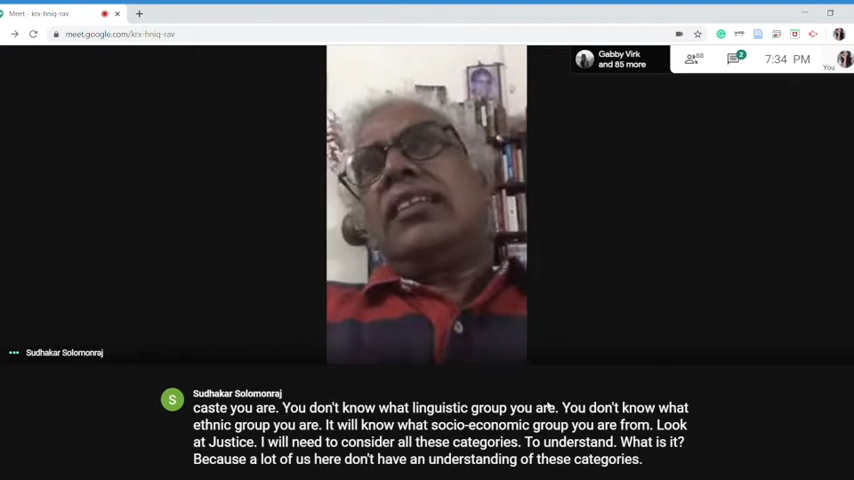 Meet - krx-hniq-rav
meet.google.com/krx-hniq-rav
Gabby Virk
and 85 more
88
2
7:34 PM
You
Sudhakar Solomonraj
S
Sudhakar Solomonraj
caste you are. You don't know what linguistic group you are. You don't know what
ethnic group you are. It will know what socio-economic group you are from. Look
at Justice. I will need to consider all these categories. To understand. What is it?
Because a lot of us here don't have an understanding of these categories.